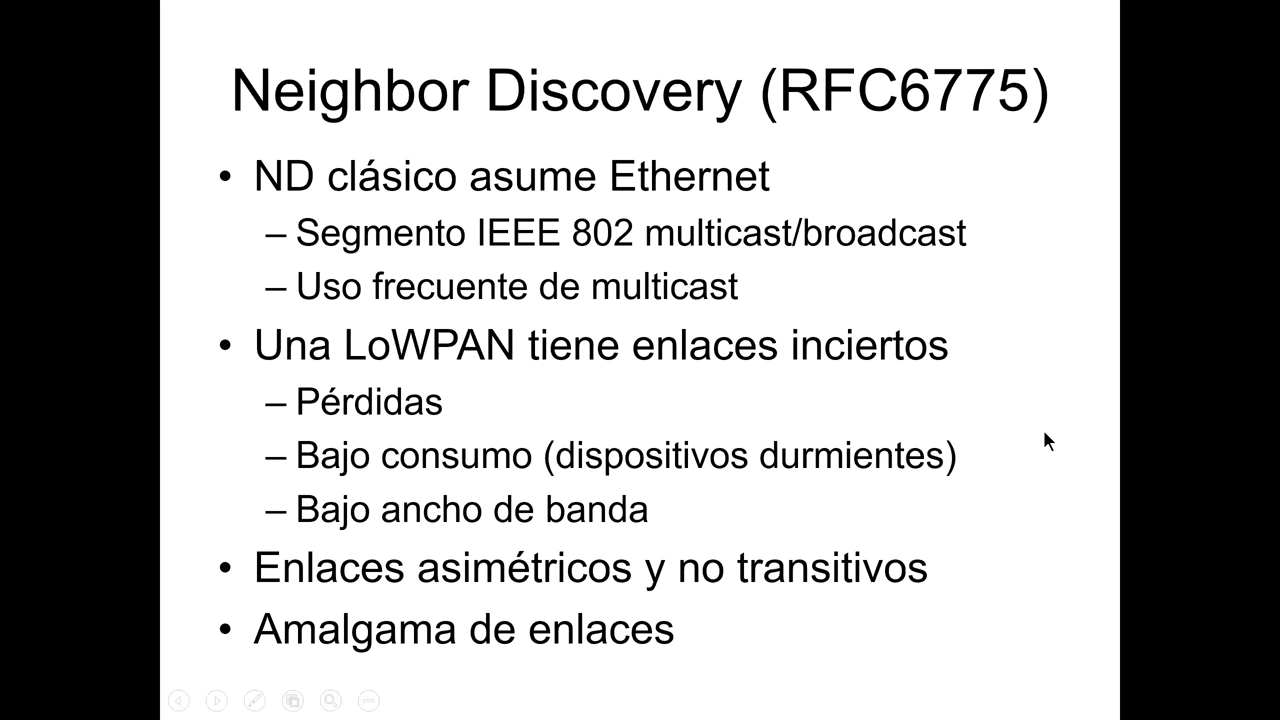 Neighbor Discovery (RFC6775)
• ND clásico asume Ethernet
– Segmento IEEE 802 multicast/broadcast
– Uso frecuente de multicast
• Una LoWPAN tiene enlaces inciertos
– Pérdidas
– Bajo consumo (dispositivos durmientes)
– Bajo ancho de banda
• Enlaces asimétricos y no transitivos
• Amalgama de enlaces